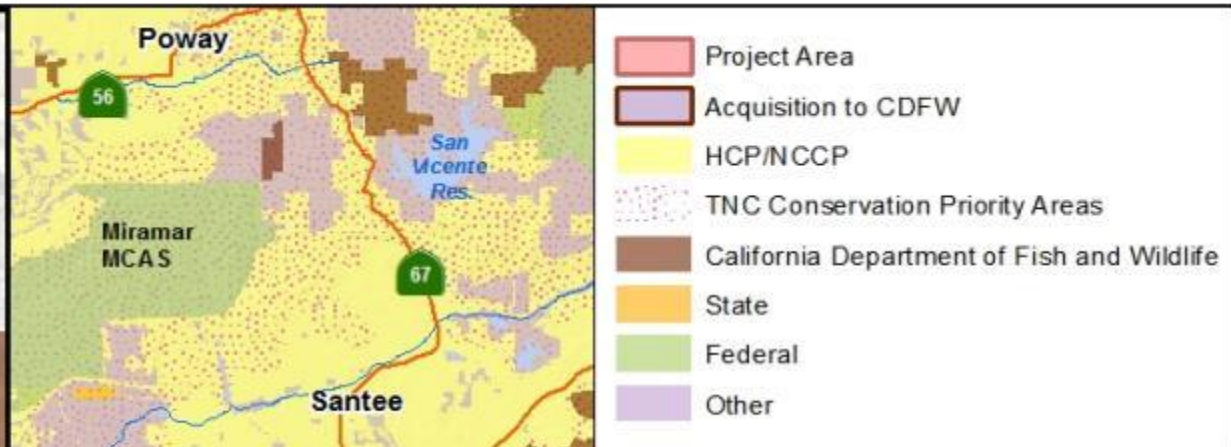 Poway
56
San
Vicente
Res.
Miramar
MCAS
67
Santee
Project Area
Acquisition to CDFW
HCP/NCCP
TNC Conservation Priority Areas
California Department of Fish and Wildlife
State
Federal
Other